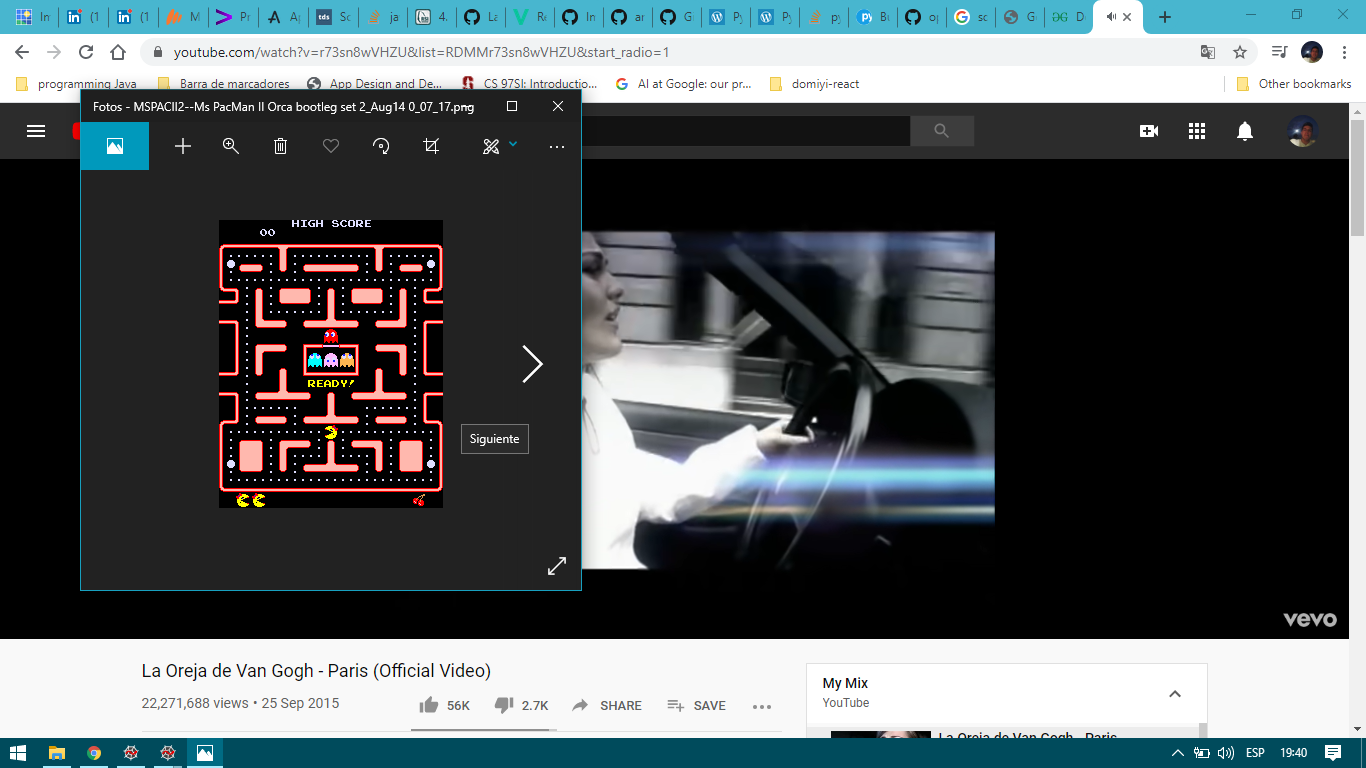 In
(1
(1
M
Pr
A
tds
Sc
ja
4.
La
V
Re
In
ar
G
Py
Py
py
Bu
op
sc
G
D
youtube.com/watch?v=r73sn8wVHZU&list=RDMMr73sn8wVHZU&start_radio=1
programming Java
Barra de marcadores
App Design and De...
CS 97SI: Introductio...
AI at Google: our pr...
domiyi-react
Other bookmarks
Fotos - MSPACII2--Ms PacMan II Orca bootleg set 2_Aug14 0_07_17.png
HIGH SCORE
00
READY!
Siguiente
vevo
La Oreja de Van Gogh - Paris (Official Video)
22,271,688 views • 25 Sep 2015
56K
2.7K
SHARE
SAVE
My Mix
YouTube
La Oreja de Van Gogh - Paris
ESP
19:40